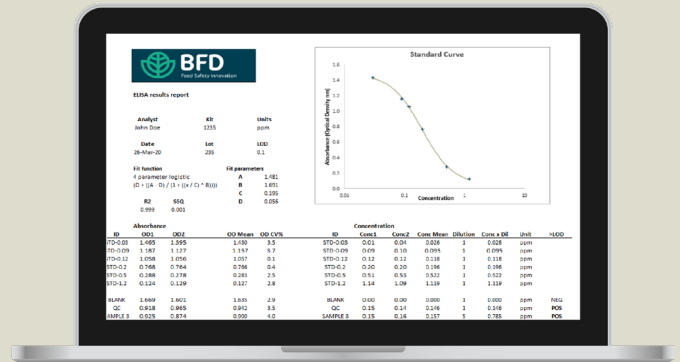 BFD
Food Safety Innovation
ELISA results report
Analyst Kit Units
John Doe 1235 ppm
Date Lot LOD
26-Mar-20 235 0.1
Fit function Fit parameters
4 parameter logistic A 1.481
(D + ((A - D) / (1 + ((x / C) ^ B)))) B 1.691
C 0.195
R2 SSQ D 0.056
0.999 0.001
Standard Curve
Absorbance (Optical Density nm)
1.6
1.4
1.2
1.0
0.8
0.6
0.3
0.2
0.0
0.01 0.1 1 10
Concentration
Absorbance Concentration
ID OD1 OD2 OD Mean OD CV% ID Conc1 Conc2 Conc Mean Dilution Conc x Dil Unit >LOD
STD-0.03 1.465 1.395 1.430 3.5 STD-0.03 0.01 0.04 0.026 1 0.026 ppm
STD-0.09 1.187 1.127 1.157 3.7 STD-0.09 0.09 0.10 0.095 1 0.095 ppm
STD-0.12 1.058 1.056 1.057 0.1 STD-0.12 0.12 0.12 0.118 1 0.118 ppm
STD-0.2 0.768 0.764 0.766 0.4 STD-0.2 0.20 0.20 0.196 1 0.196 ppm
STD-0.5 0.288 0.278 0.283 2.5 STD-0.5 0.51 0.53 0.522 1 0.522 ppm
STD-1.2 0.124 0.129 0.127 2.8 STD-1.2 1.14 1.09 1.119 1 1.119 ppm
BLANK 1.669 1.601 1.635 2.9 BLANK 0.00 0.00 0.000 1 0.000 ppm NEG
QC 0.918 0.965 0.942 3.5 QC 0.15 0.14 0.146 1 0.146 ppm POS
AMPLE 3 0.925 0.874 0.900 4.0 SAMPLE 3 0.15 0.16 0.157 5 0.785 ppm POS